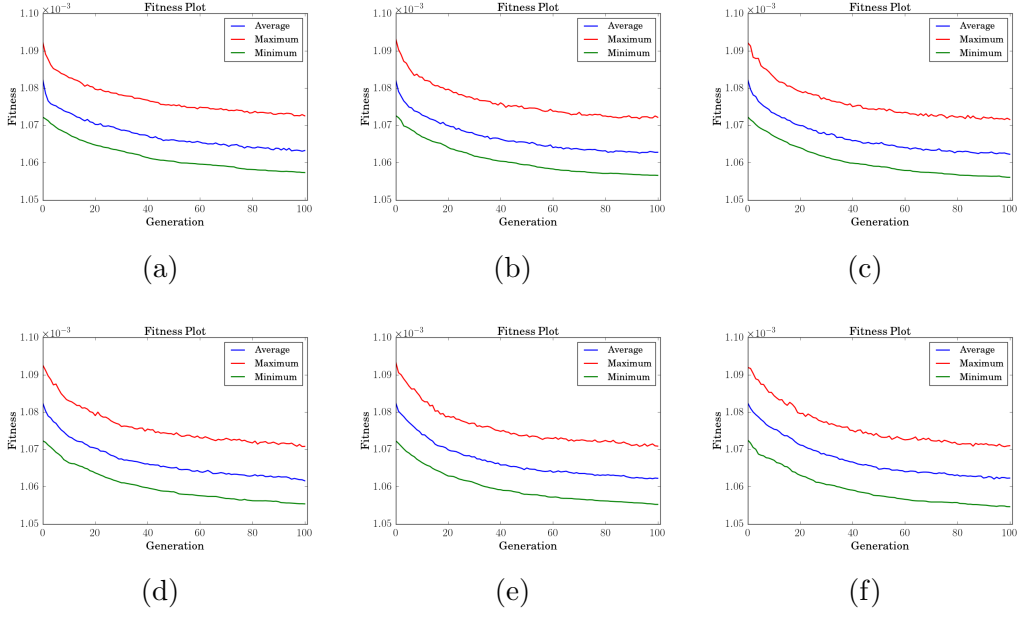 Fitness Plot
×10⁻³
1.10
1.09
1.08
1.07
1.06
1.05
Fitness
Average
Maximum
Minimum
0 20 40 60 80 100
Generation
(a)
Fitness Plot
×10⁻³
1.10
1.09
1.08
1.07
1.06
1.05
Fitness
Average
Maximum
Minimum
0 20 40 60 80 100
Generation
(b)
Fitness Plot
×10⁻³
1.10
1.09
1.08
1.07
1.06
1.05
Fitness
Average
Maximum
Minimum
0 20 40 60 80 100
Generation
(c)
Fitness Plot
×10⁻³
1.10
1.09
1.08
1.07
1.06
1.05
Fitness
Average
Maximum
Minimum
0 20 40 60 80 100
Generation
(d)
Fitness Plot
×10⁻³
1.10
1.09
1.08
1.07
1.06
1.05
Fitness
Average
Maximum
Minimum
0 20 40 60 80 100
Generation
(e)
Fitness Plot
×10⁻³
1.10
1.09
1.08
1.07
1.06
1.05
Fitness
Average
Maximum
Minimum
0 20 40 60 80 100
Generation
(f)